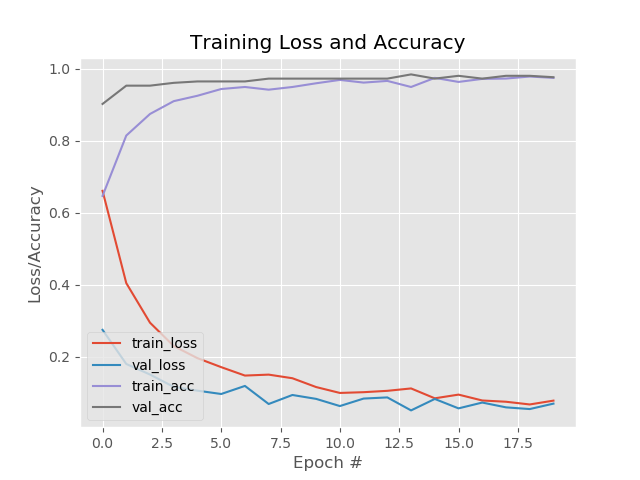 Training Loss and Accuracy
1.0
0.8
0.6
0.4
0.2
Loss/Accuracy
train_loss
val_loss
train_acc
val_acc
0.0 2.5 5.0 7.5 10.0 12.5 15.0 17.5
Epoch #